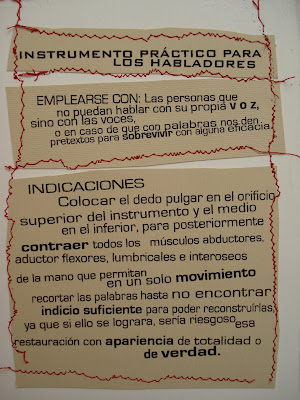 INSTRUMENTO PRÁCTICO PARA
LOS HABLADORES
EMPLEARSE CON: Las personas que
no puedan hablar con su propia voz,
sino con las voces,
o en caso de que con palabras nos den
pretextos para sobrevivir con alguna eficacia.
INDICACIONES
Colocar el dedo pulgar en el orificio
superior del instrumento y el medio
en el inferior, para posteriormente
contraer todos los músculos abductores,
aductor flexores, lumbricales e interoseos
de la mano que permitan
en un solo movimiento
recortar las palabras hasta no encontrar
indicio suficiente para poder reconstruirlas,
ya que si ello se lograra, sería riesgoso esa
restauración con apariencia de totalidad o
de verdad.